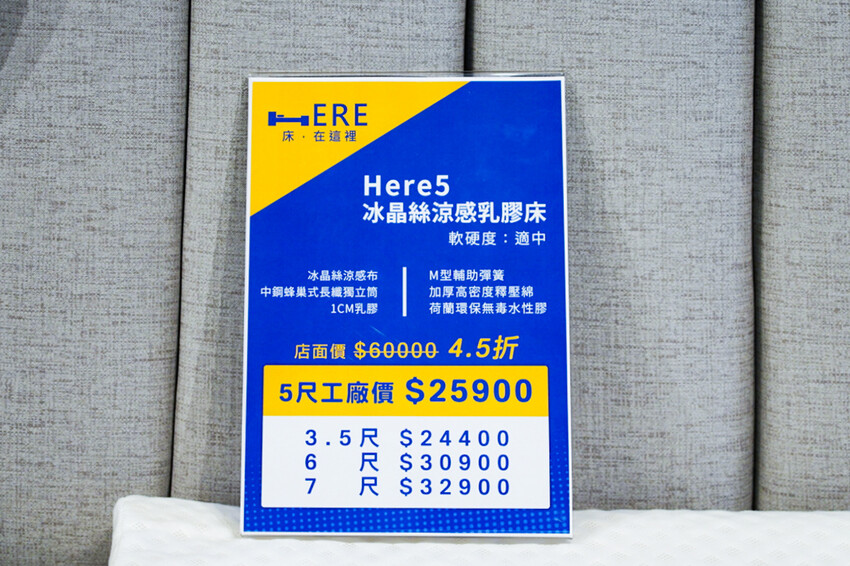 HERE
床.在這裡
Here5
冰晶絲涼感乳膠床
軟硬度：適中
冰晶絲涼感布
中鋼蜂巢式長纖獨立筒
1CM乳膠
M型輔助彈簧
加厚高密度釋壓綿
荷蘭環保無毒水性膠
店面價 $60000 4.5折
5尺工廠價 $25900
3.5尺 $24400
6 尺 $30900
7 尺 $32900